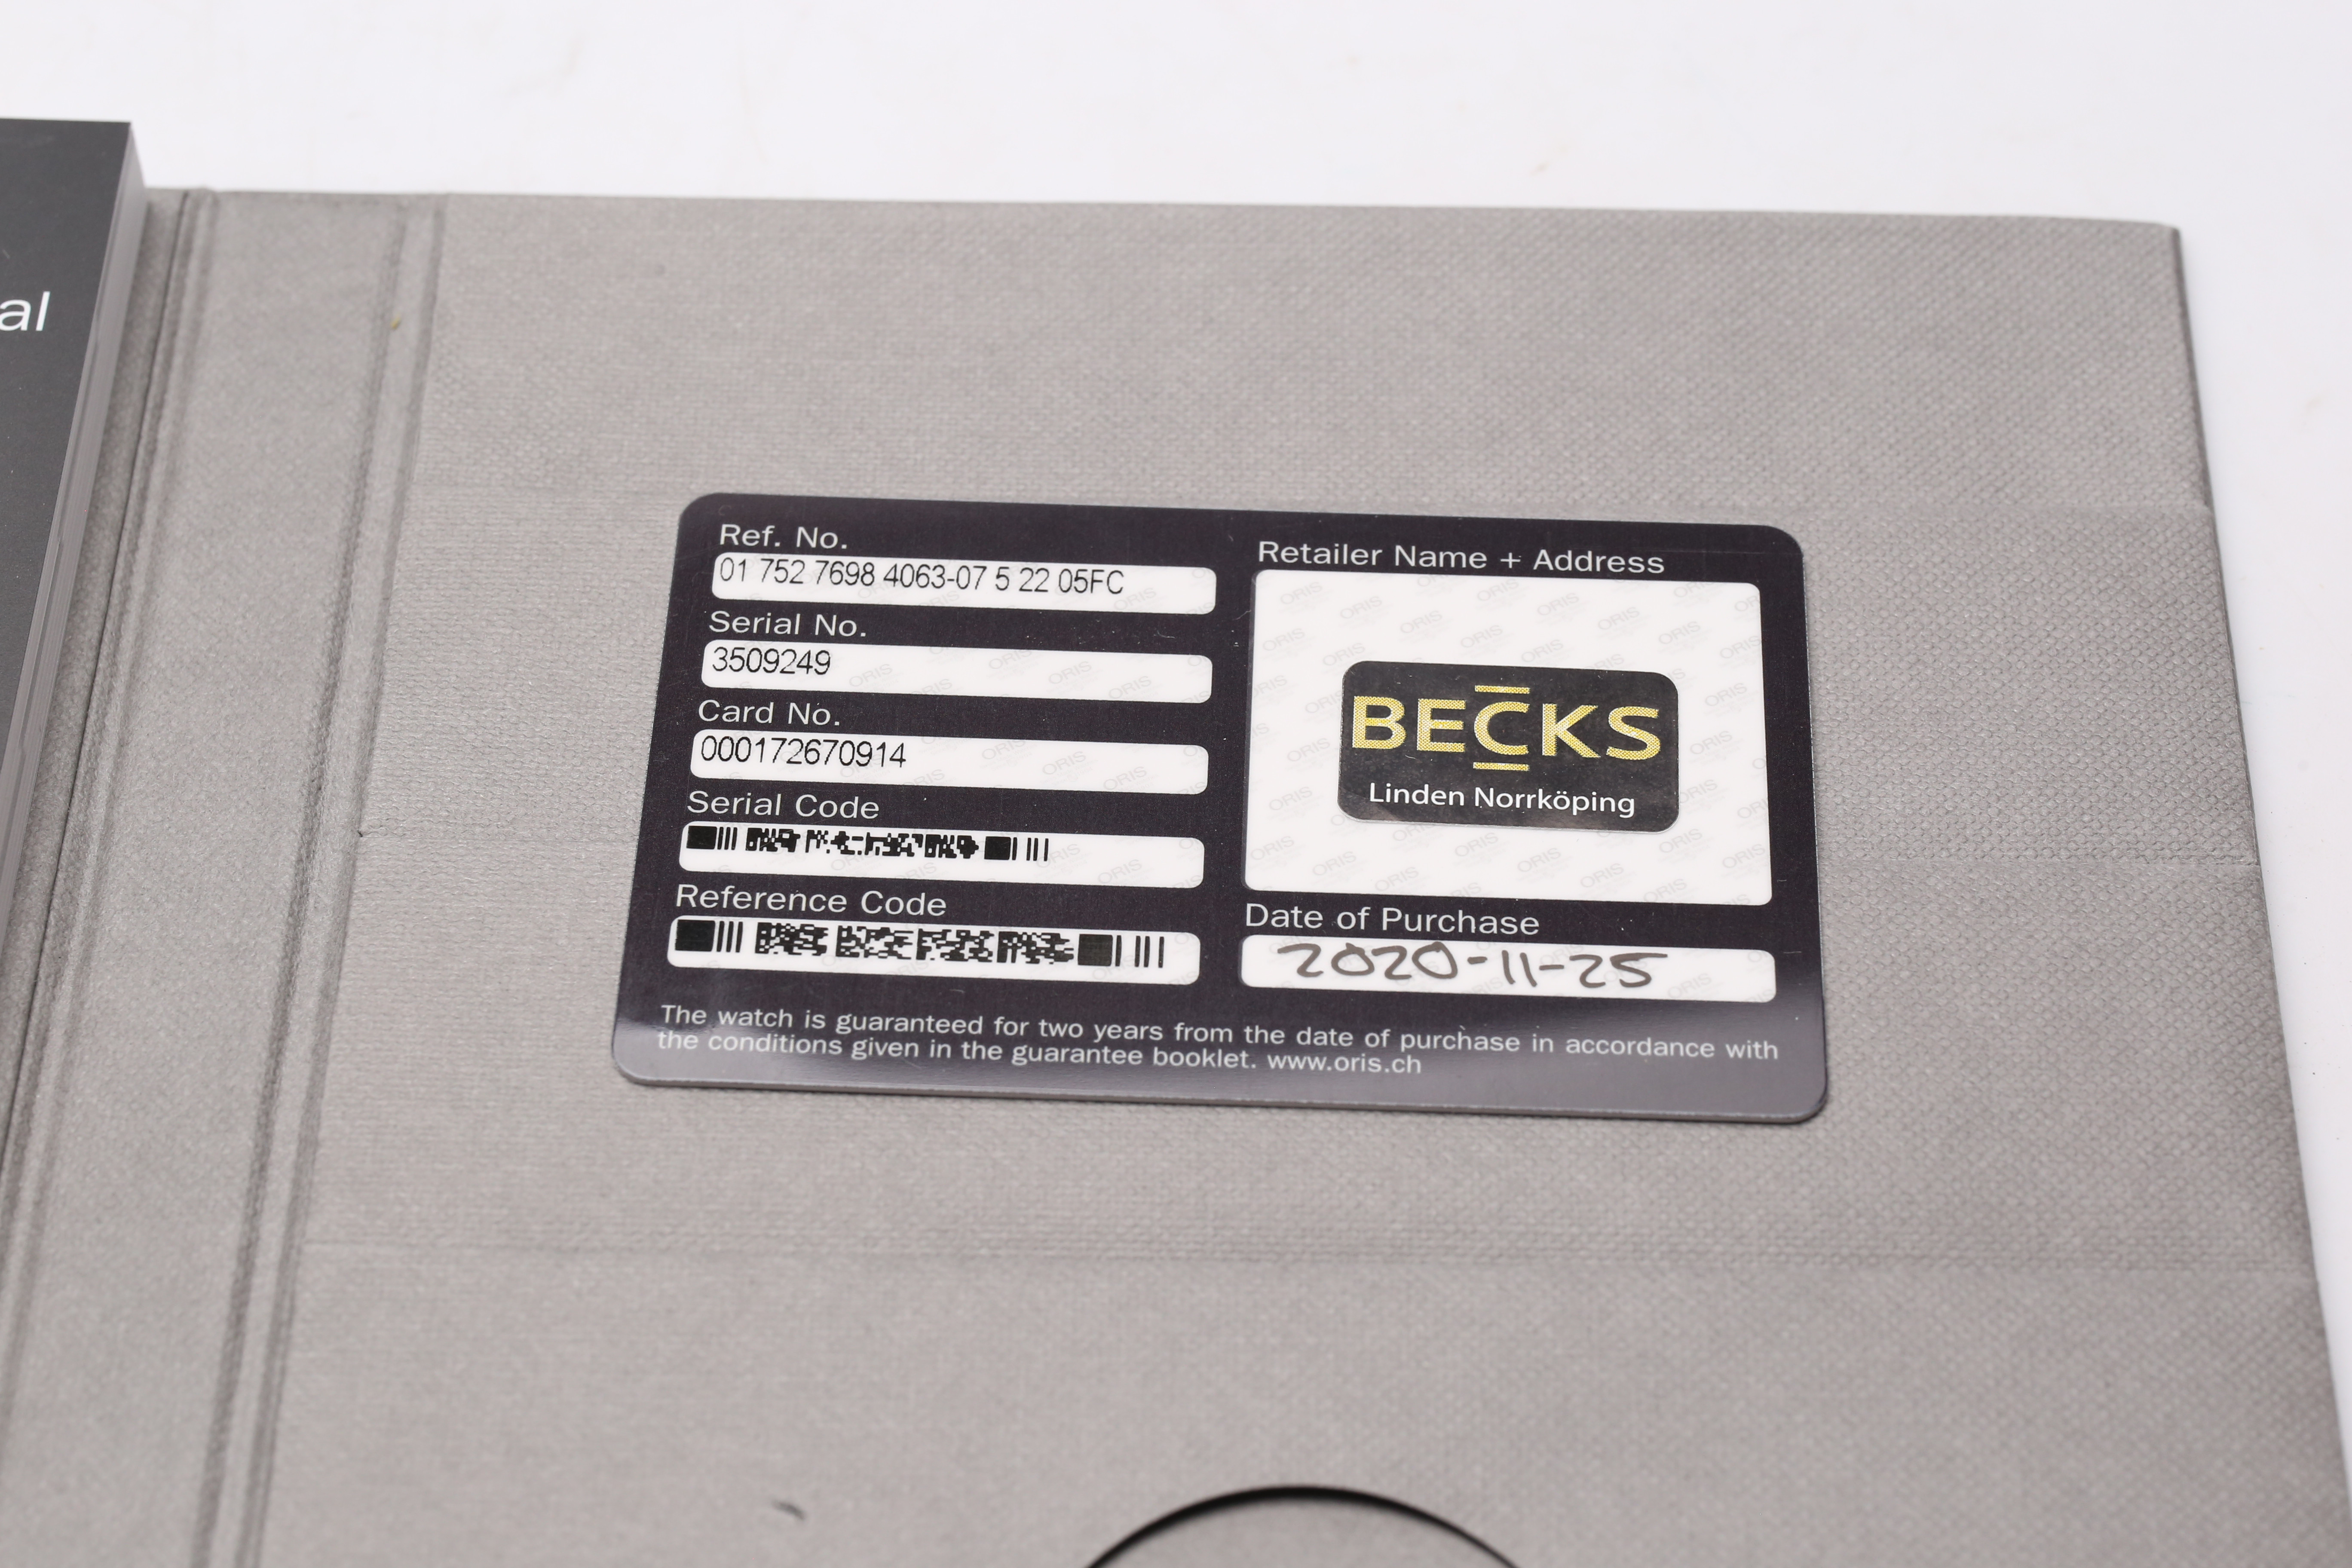 al
Ref. No.
01 752 7698 4063-07 5 22 05FC
Serial No.
3509249
Card No.
000172670914
Serial Code
Reference Code
Retailer Name + Address
BECKS
Linden Norrköping
Date of Purchase
2020-11-25
The watch is guaranteed for two years from the date of purchase in accordance with
the conditions given in the guarantee booklet. www.oris.ch